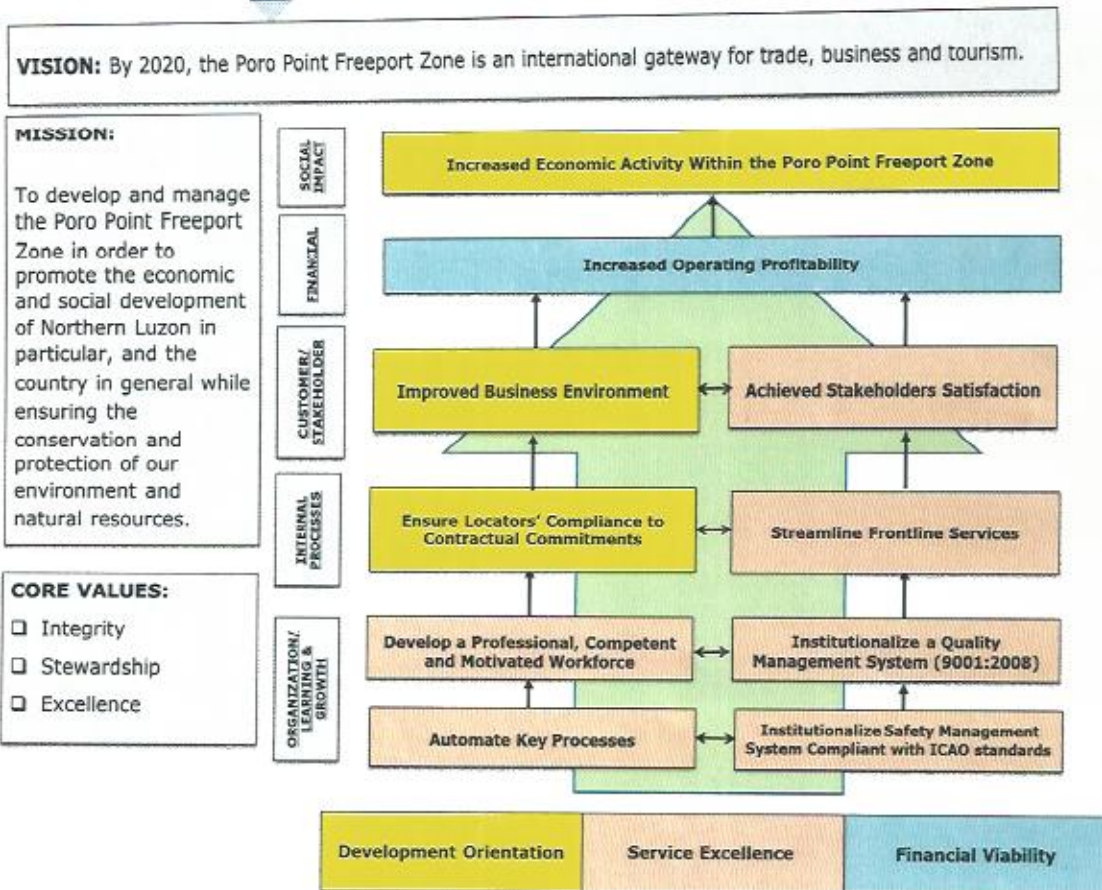 VISION: By 2020, the Poro Point Freeport Zone is an international gateway for trade, business and tourism.
MISSION:
To develop and manage
the Poro Point Freeport
Zone in order to
promote the economic
and social development
of Northern Luzon in
particular, and the
country in general while
ensuring the
conservation and
protection of our
environment and
natural resources.
CORE VALUES:
❑ Integrity
❑ Stewardship
❑ Excellence
SOCIAL
IMPACT
Increased Economic Activity Within the Poro Point Freeport Zone
FINANCIAL
Increased Operating Profitability
CUSTOMER/
STAKEHOLDER
Improved Business Environment
Achieved Stakeholders Satisfaction
INTERNAL
PROCESSES
Ensure Locators' Compliance to
Contractual Commitments
Streamline Frontline Services
ORGANIZATION/
LEARNING &
GROWTH
Develop a Professional, Competent
and Motivated Workforce
Institutionalize a Quality
Management System (9001:2008)
Automate Key Processes
Institutionalize Safety Management
System Compliant with ICAO standards
Development Orientation
Service Excellence
Financial Viability